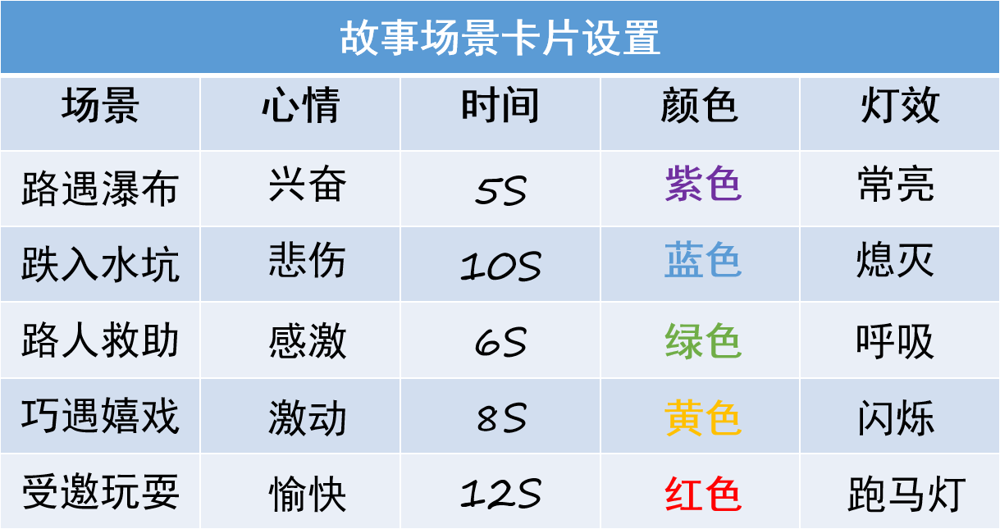 故事场景卡片设置
场景 心情 时间 颜色 灯效
路遇瀑布 兴奋 5S 紫色 常亮
跌入水坑 悲伤 10S 蓝色 熄灭
路人救助 感激 6S 绿色 呼吸
巧遇嬉戏 激动 8S 黄色 闪烁
受邀玩耍 愉快 12S 红色 跑马灯